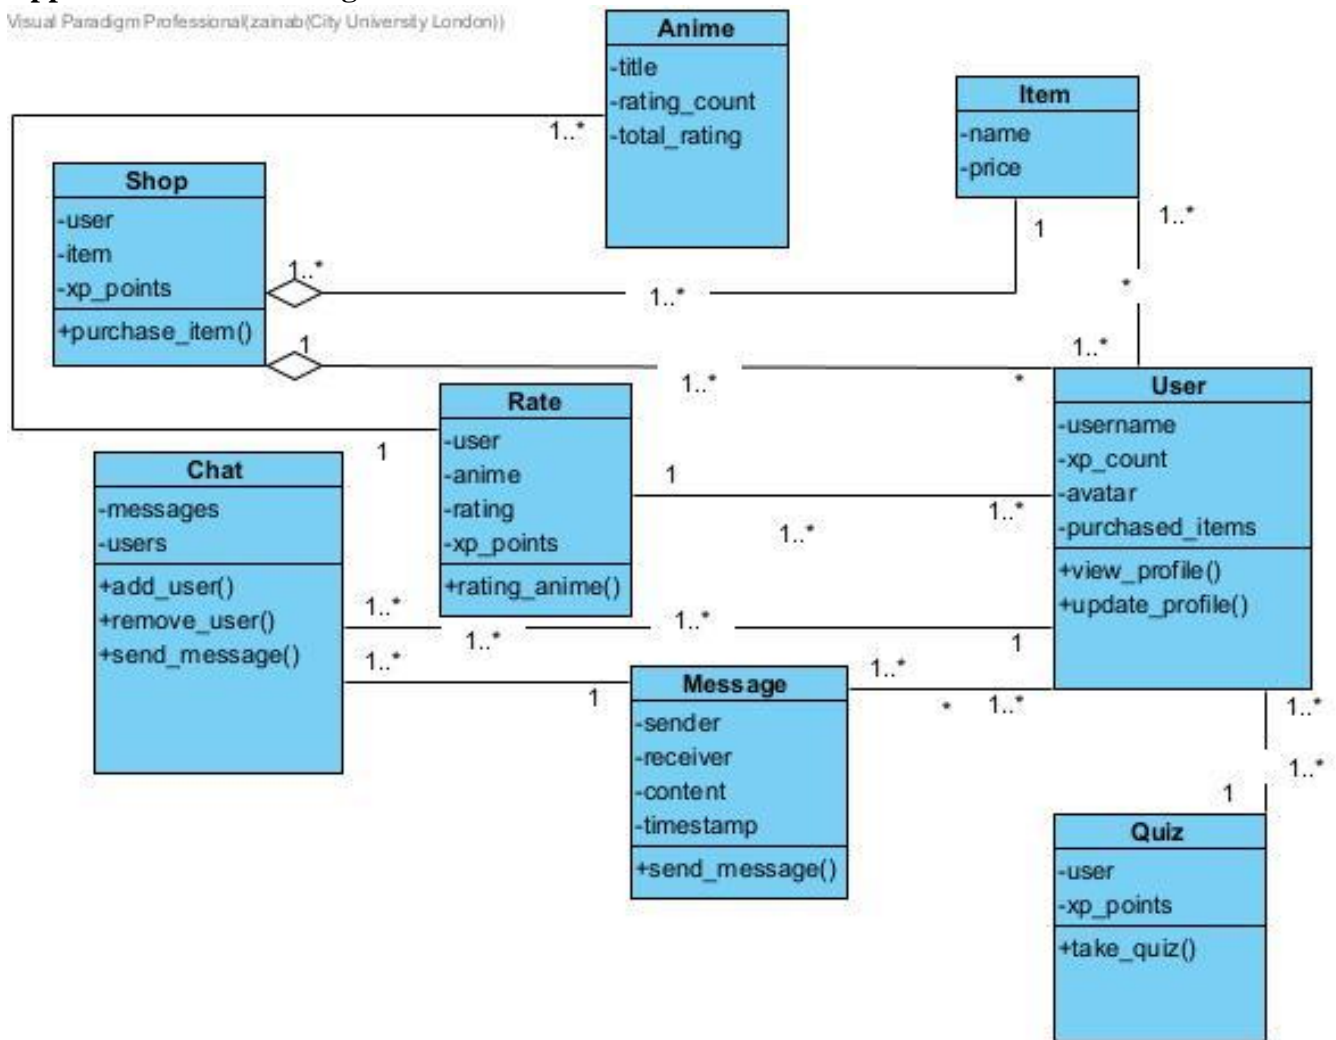 Visual Paradigm Professional(zainab(City University London))
Anime
-title
-rating_count
-total_rating
1..*
Item
-name
-price
1
1..*
Shop
-user
-item
-xp_points
+purchase_item()
1..*
1..*
*
1
1..*
*
1..*
User
-username
-xp_count
-avatar
-purchased_items
+view_profile()
+update_profile()
Rate
-user
-anime
-rating
-xp_points
+rating_anime()
1
1
1..*
1..*
Chat
-messages
-users
+add_user()
+remove_user()
+send_message()
1..*
1..*
1..*
1
1..*
1
Message
-sender
-receiver
-content
-timestamp
+send_message()
1..*
*
1..*
1..*
1..*
1
Quiz
-user
-xp_points
+take_quiz()